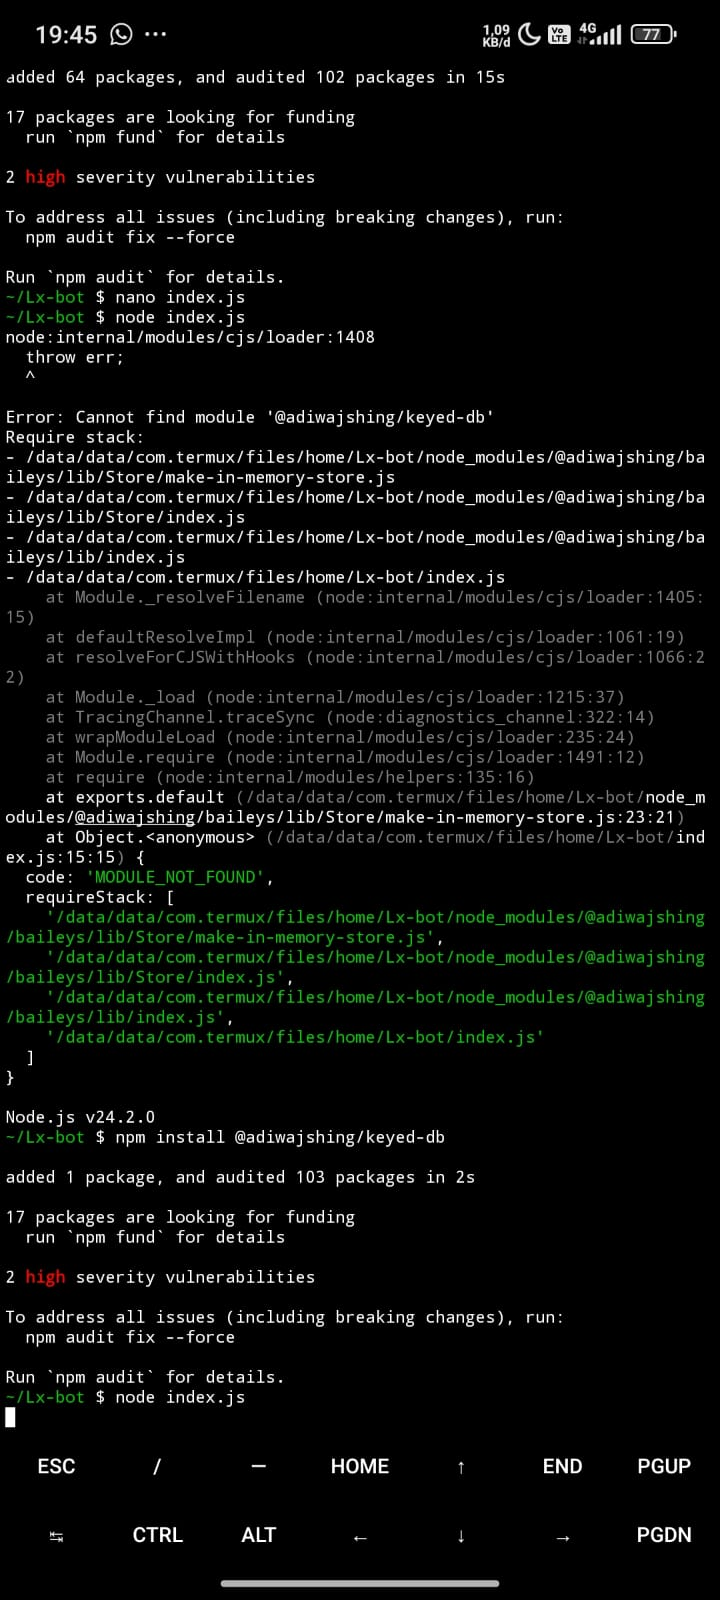 19:45 ... 1,09 KB/d Vo LTE 4G 77
added 64 packages, and audited 102 packages in 15s
17 packages are looking for funding
run `npm fund` for details
2 high severity vulnerabilities
To address all issues (including breaking changes), run:
npm audit fix --force
Run `npm audit` for details.
~/Lx-bot $ nano index.js
~/Lx-bot $ node index.js
node:internal/modules/cjs/loader:1408
throw err;
^
Error: Cannot find module '@adiwajshing/keyed-db'
Require stack:
- /data/data/com.termux/files/home/Lx-bot/node_modules/@adiwajshing/ba
ileys/lib/Store/make-in-memory-store.js
- /data/data/com.termux/files/home/Lx-bot/node_modules/@adiwajshing/ba
ileys/lib/Store/index.js
- /data/data/com.termux/files/home/Lx-bot/node_modules/@adiwajshing/ba
ileys/lib/index.js
- /data/data/com.termux/files/home/Lx-bot/index.js
at Module._resolveFilename (node:internal/modules/cjs/loader:1405:
15)
at defaultResolveImpl (node:internal/modules/cjs/loader:1061:19)
at resolveForCJSWithHooks (node:internal/modules/cjs/loader:1066:2
2)
at Module._load (node:internal/modules/cjs/loader:1215:37)
at TracingChannel.traceSync (node:diagnostics_channel:322:14)
at wrapModuleLoad (node:internal/modules/cjs/loader:235:24)
at Module.require (node:internal/modules/cjs/loader:1491:12)
at require (node:internal/modules/helpers:135:16)
at exports.default (/data/data/com.termux/files/home/Lx-bot/node_m
odules/@adiwajshing/baileys/lib/Store/make-in-memory-store.js:23:21)
at Object.<anonymous> (/data/data/com.termux/files/home/Lx-bot/ind
ex.js:15:15) {
code: 'MODULE_NOT_FOUND',
requireStack: [
'/data/data/com.termux/files/home/Lx-bot/node_modules/@adiwajshing
/baileys/lib/Store/make-in-memory-store.js',
'/data/data/com.termux/files/home/Lx-bot/node_modules/@adiwajshing
/baileys/lib/Store/index.js',
'/data/data/com.termux/files/home/Lx-bot/node_modules/@adiwajshing
/baileys/lib/index.js',
'/data/data/com.termux/files/home/Lx-bot/index.js'
]
}
Node.js v24.2.0
~/Lx-bot $ npm install @adiwajshing/keyed-db
added 1 package, and audited 103 packages in 2s
17 packages are looking for funding
run `npm fund` for details
2 high severity vulnerabilities
To address all issues (including breaking changes), run:
npm audit fix --force
Run `npm audit` for details.
~/Lx-bot $ node index.js
ESC / — HOME ↑ END PGUP
↹ CTRL ALT ← ↓ → PGDN